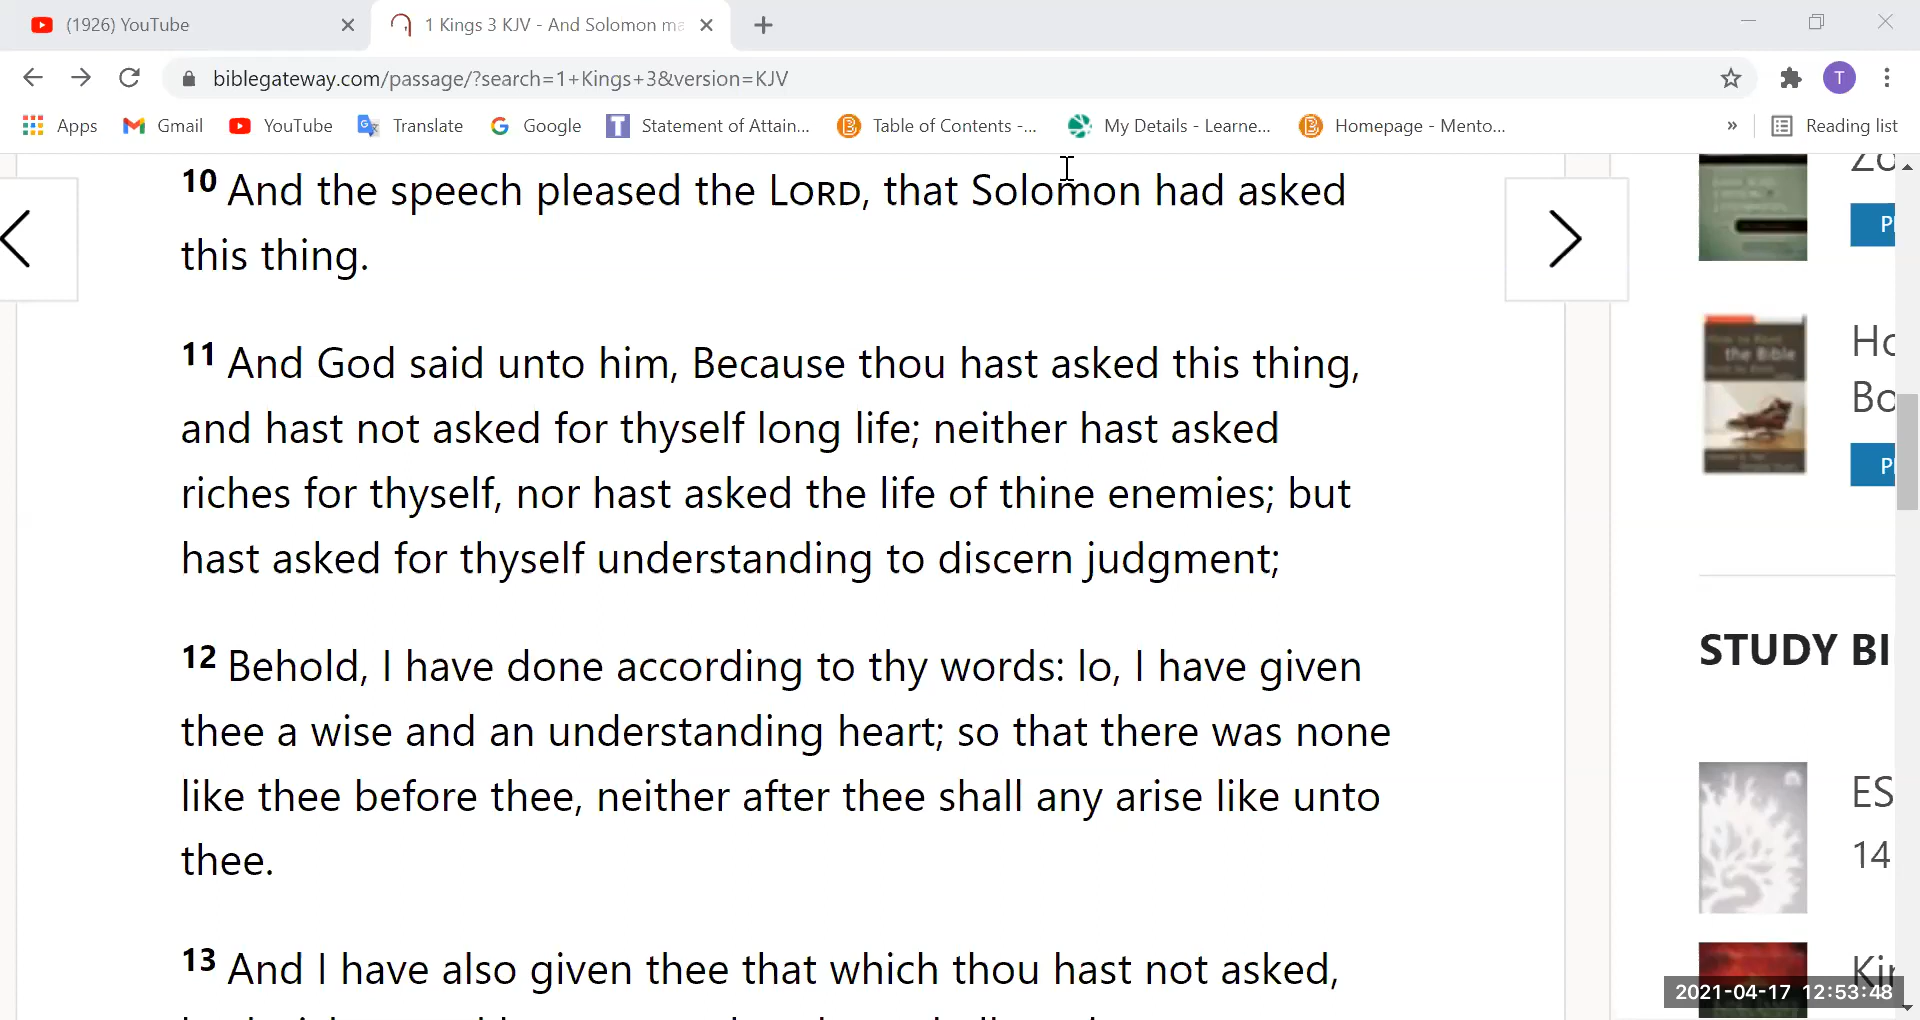 (1926) YouTube
1 Kings 3 KJV - And Solomon ma
biblegateway.com/passage/?search=1+Kings+3&version=KJV
T
Apps Gmail YouTube Translate Google Statement of Attain... Table of Contents -... My Details - Learne... Homepage - Mento... » Reading list
10 And the speech pleased the LORD, that Solomon had asked
this thing.
11 And God said unto him, Because thou hast asked this thing,
and hast not asked for thyself long life; neither hast asked
riches for thyself, nor hast asked the life of thine enemies; but
hast asked for thyself understanding to discern judgment;
12 Behold, I have done according to thy words: lo, I have given
thee a wise and an understanding heart; so that there was none
like thee before thee, neither after thee shall any arise like unto
thee.
13 And I have also given thee that which thou hast not asked,
the Bible
Ho
Bo
STUDY BI
ES
14
Kin
2021-04-17 12:53:48